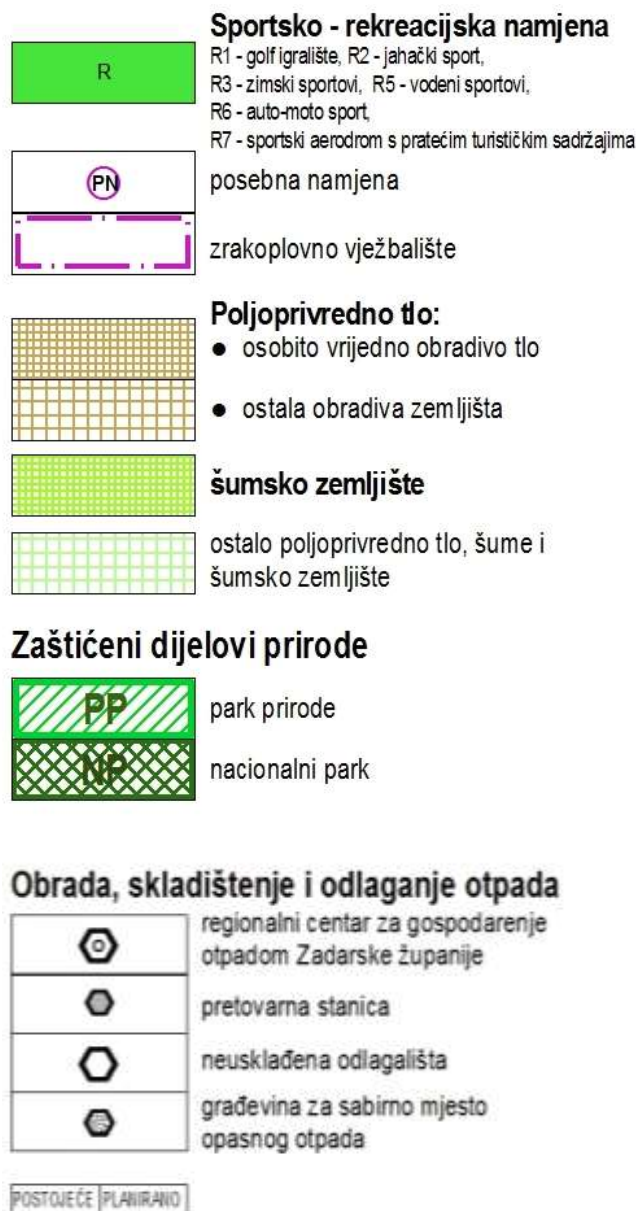 Sportsko - rekreacijska namjena
R
R1 - golf igralište, R2 - jahački sport,
R3 - zimski sportovi, R5 - vodeni sportovi,
R6 - auto-moto sport,
R7 - sportski aerodrom s pratećim turističkim sadržajima
PN
posebna namjena
zrakoplovno vježbalište
Poljoprivredno tlo:
● osobito vrijedno obradivo tlo
● ostala obradiva zemljišta
šumsko zemljište
ostalo poljoprivredno tlo, šume i
šumsko zemljište
Zaštićeni dijelovi prirode
PP
park prirode
NP
nacionalni park
Obrada, skladištenje i odlaganje otpada
regionalni centar za gospodarenje
otpadom Zadarske županije
pretovarna stanica
neusklađena odlagališta
građevina za sabirno mjesto
opasnog otpada
POSTOJEĆE PLANIRANO